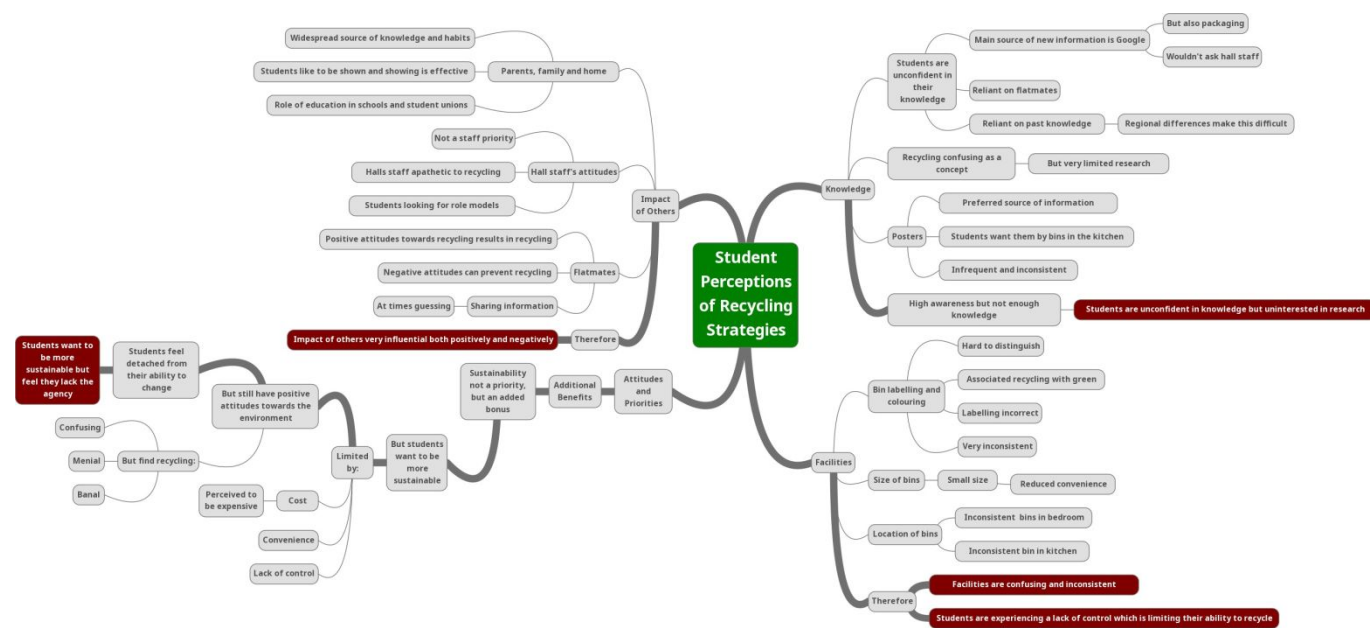 Student
Perceptions
of Recycling
Strategies
Impact
of Others
Parents, family and home
Widespread source of knowledge and habits
Students like to be shown and showing is effective
Role of education in schools and student unions
Hall staff's attitudes
Not a staff priority
Halls staff apathetic to recycling
Students looking for role models
Flatmates
Positive attitudes towards recycling results in recycling
Negative attitudes can prevent recycling
Sharing information
At times guessing
Therefore
Impact of others very influential both positively and negatively
Attitudes
and
Priorities
Additional
Benefits
Sustainability
not a priority,
but an added
bonus
But students
want to be
more
sustainable
Limited
by:
But still have positive
attitudes towards the
environment
Students feel
detached from
their ability to
change
Students want to
be more
sustainable but
feel they lack the
agency
But find recycling:
Confusing
Menial
Banal
Cost
Perceived to
be expensive
Convenience
Lack of control
Knowledge
Students are
unconfident in
their
knowledge
Main source of new information is Google
But also packaging
Wouldn't ask hall staff
Reliant on flatmates
Reliant on past knowledge
Regional differences make this difficult
Recycling confusing as a
concept
But very limited research
Posters
Preferred source of information
Students want them by bins in the kitchen
Infrequent and inconsistent
High awareness but not enough
knowledge
Students are unconfident in knowledge but uninterested in research
Facilities
Bin labelling and
colouring
Hard to distinguish
Associated recycling with green
Labelling incorrect
Very inconsistent
Size of bins
Small size
Reduced convenience
Location of bins
Inconsistent bins in bedroom
Inconsistent bin in kitchen
Therefore
Facilities are confusing and inconsistent
Students are experiencing a lack of control which is limiting their ability to recycle